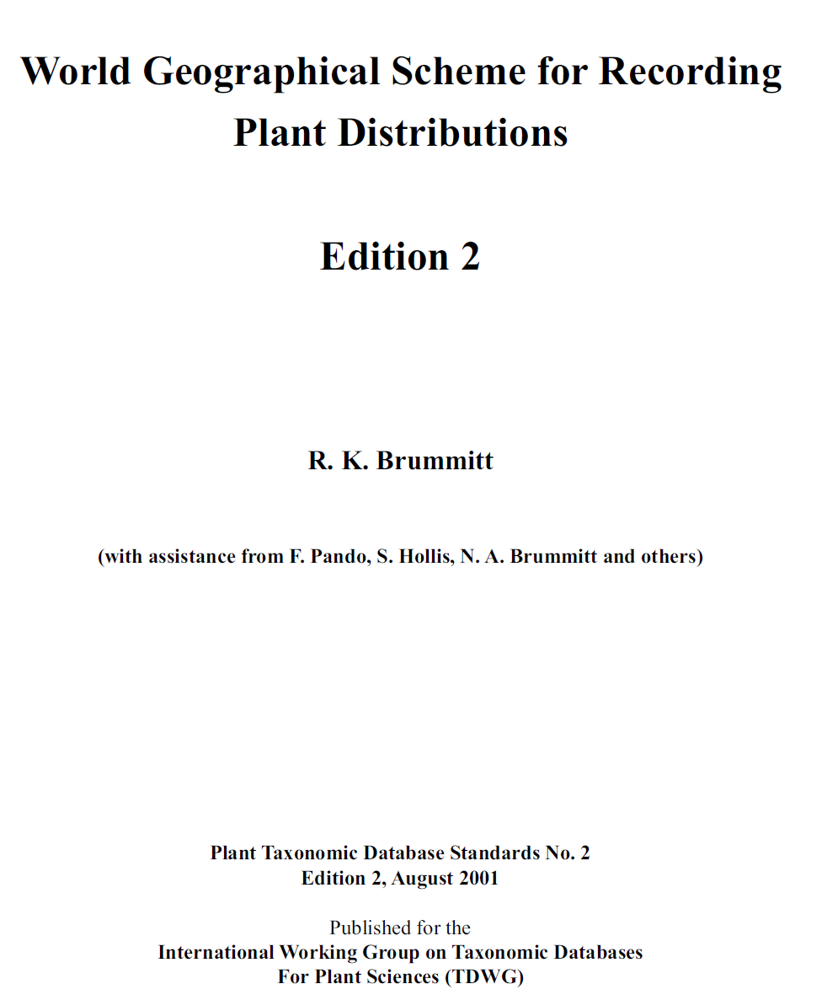 World Geographical Scheme for Recording
Plant Distributions
Edition 2
R. K. Brummitt
(with assistance from F. Pando, S. Hollis, N. A. Brummitt and others)
Plant Taxonomic Database Standards No. 2
Edition 2, August 2001
Published for the
International Working Group on Taxonomic Databases
For Plant Sciences (TDWG)